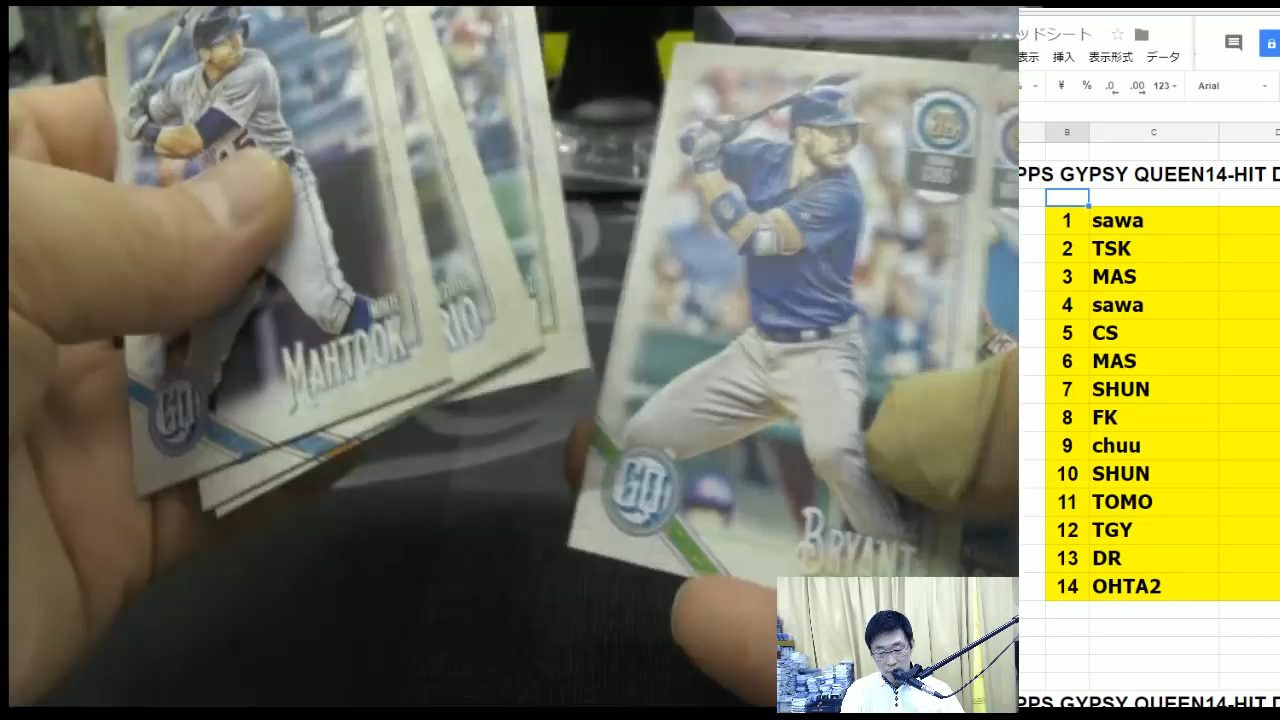 ッドシート
表示 挿入 表示形式 データ
% ¥ % .0 .00 123 Arial
B C D
PPS GYPSY QUEEN14-HIT D
1 sawa
2 TSK
3 MAS
4 sawa
5 CS
6 MAS
7 SHUN
8 FK
9 chuu
10 SHUN
11 TOMO
12 TGY
13 DR
14 OHTA2
PPS GYPSY QUEEN14-HIT D
45
MAHTOOK
RIO
GQ
GQ
BRYANT